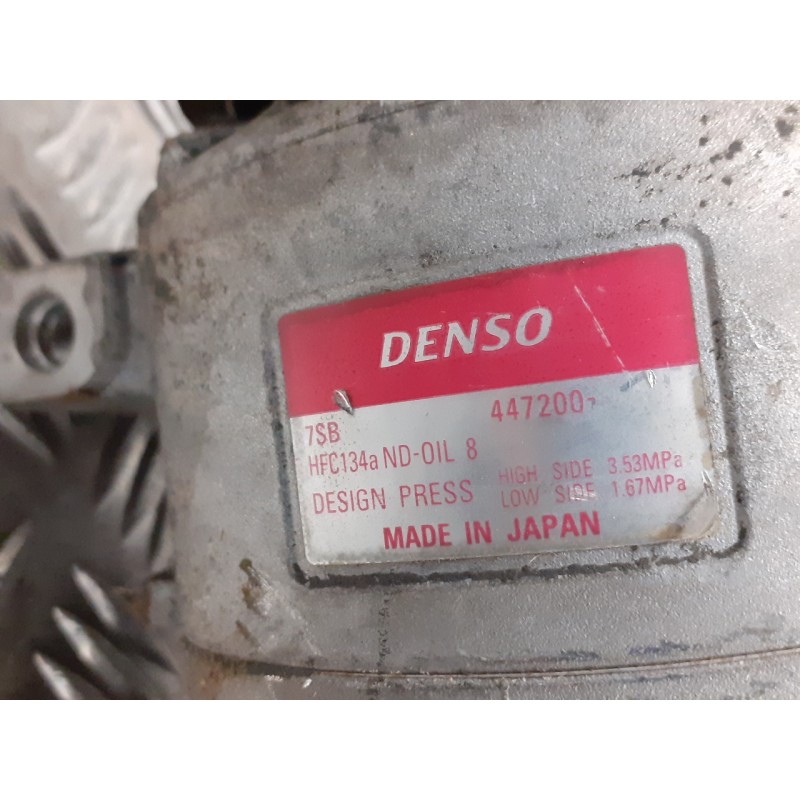 DENSO
7SB 447200-
HFC134a ND-OIL 8
DESIGN PRESS HIGH SIDE 3.53MPa
LOW SIDE 1.67MPa
MADE IN JAPAN